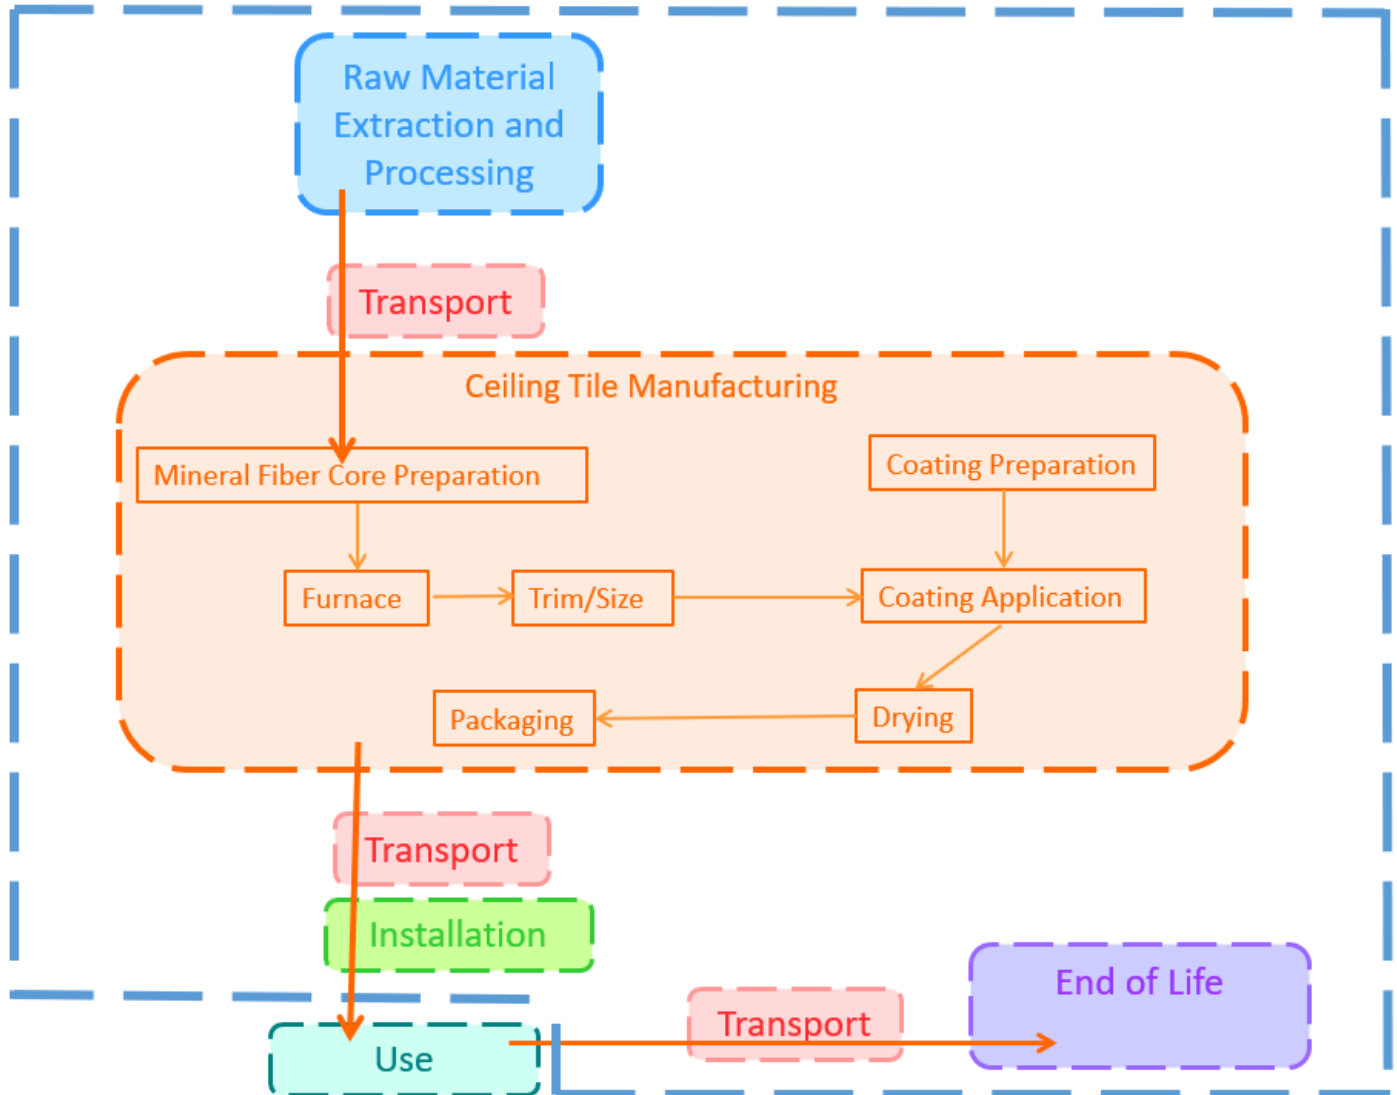 Raw Material
Extraction and
Processing
Transport
Ceiling Tile Manufacturing
Mineral Fiber Core Preparation
Coating Preparation
Furnace
Trim/Size
Coating Application
Packaging
Drying
Transport
Installation
End of Life
Transport
Use